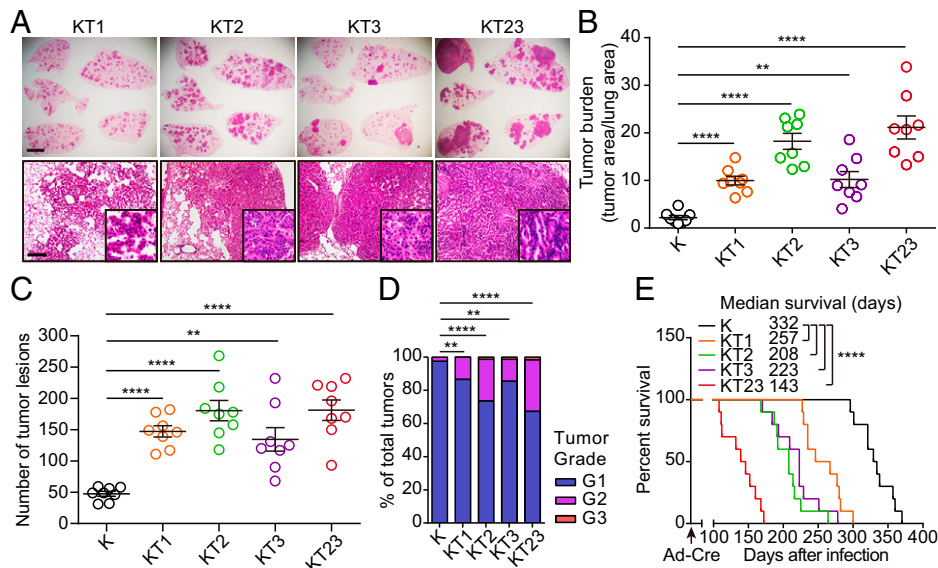 A
KT1 KT2 KT3 KT23
B
Tumor burden
(tumor area/lung area)
40
30
20
10
0
****
**
****
****
K KT1 KT2 KT3 KT23
C
Number of tumor lesions
300
250
200
150
100
50
0
****
**
****
****
K KT1 KT2 KT3 KT23
D
% of total tumors
100
80
60
40
20
0
****
**
****
**
K KT1 KT2 KT3 KT23
Tumor
Grade
G1
G2
G3
E
Median survival (days)
K 332
KT1 257
KT2 208
KT3 223
KT23 143
****
Percent survival
150
100
50
0
100 150 200 250 300 350 400
Ad-Cre
Days after infection